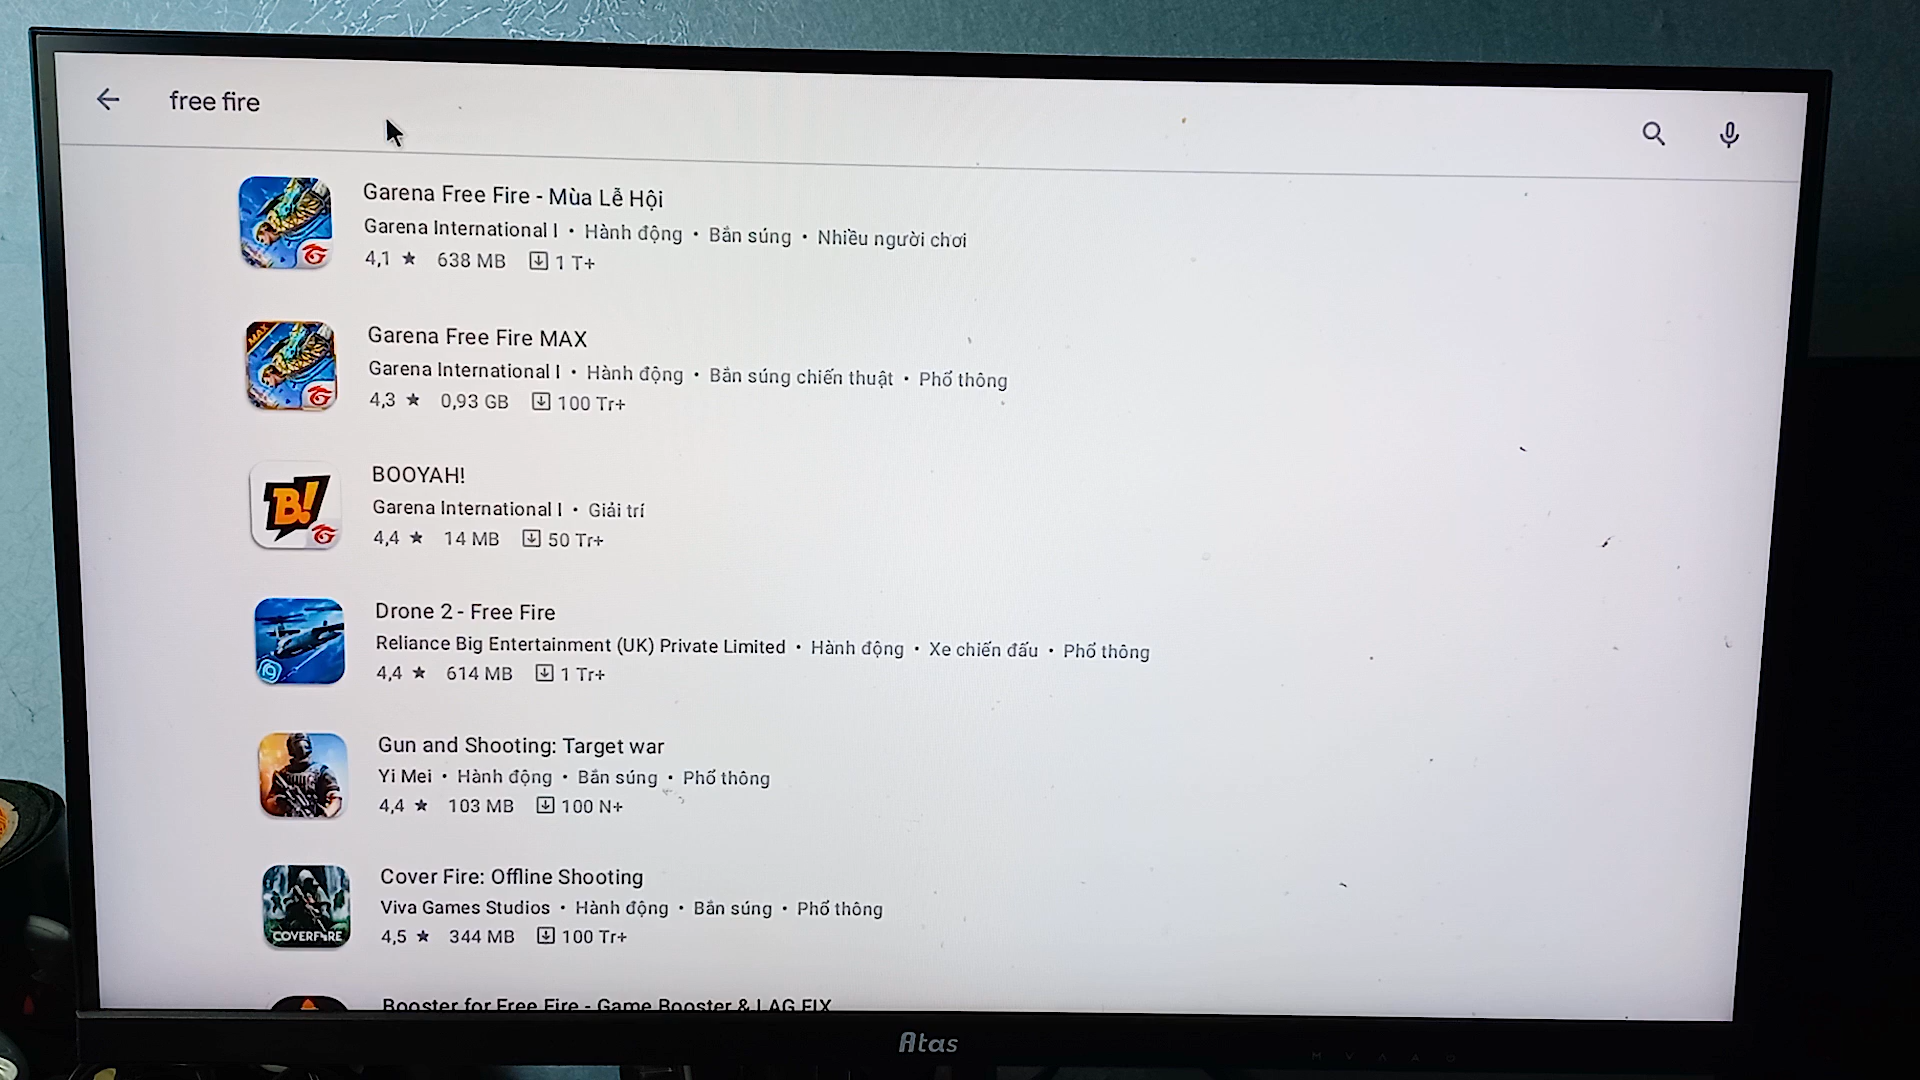 free fire
Garena Free Fire - Mùa Lễ Hội
Garena International I • Hành động • Bắn súng • Nhiều người chơi
4,1 ★ 638 MB 1 T+
MAX
Garena Free Fire MAX
Garena International I • Hành động • Bắn súng chiến thuật • Phổ thông
4,3 ★ 0,93 GB 100 Tr+
B!
BOOYAH!
Garena International I • Giải trí
4,4 ★ 14 MB 50 Tr+
Drone 2 - Free Fire
Reliance Big Entertainment (UK) Private Limited • Hành động • Xe chiến đấu • Phổ thông
4,4 ★ 614 MB 1 Tr+
Gun and Shooting: Target war
Yi Mei • Hành động • Bắn súng • Phổ thông
4,4 ★ 103 MB 100 N+
Cover Fire: Offline Shooting
Viva Games Studios • Hành động • Bắn súng • Phổ thông
COVERFIRE
4,5 ★ 344 MB 100 Tr+
Booster for Free Fire - Game Booster & LAG FIX
Atas